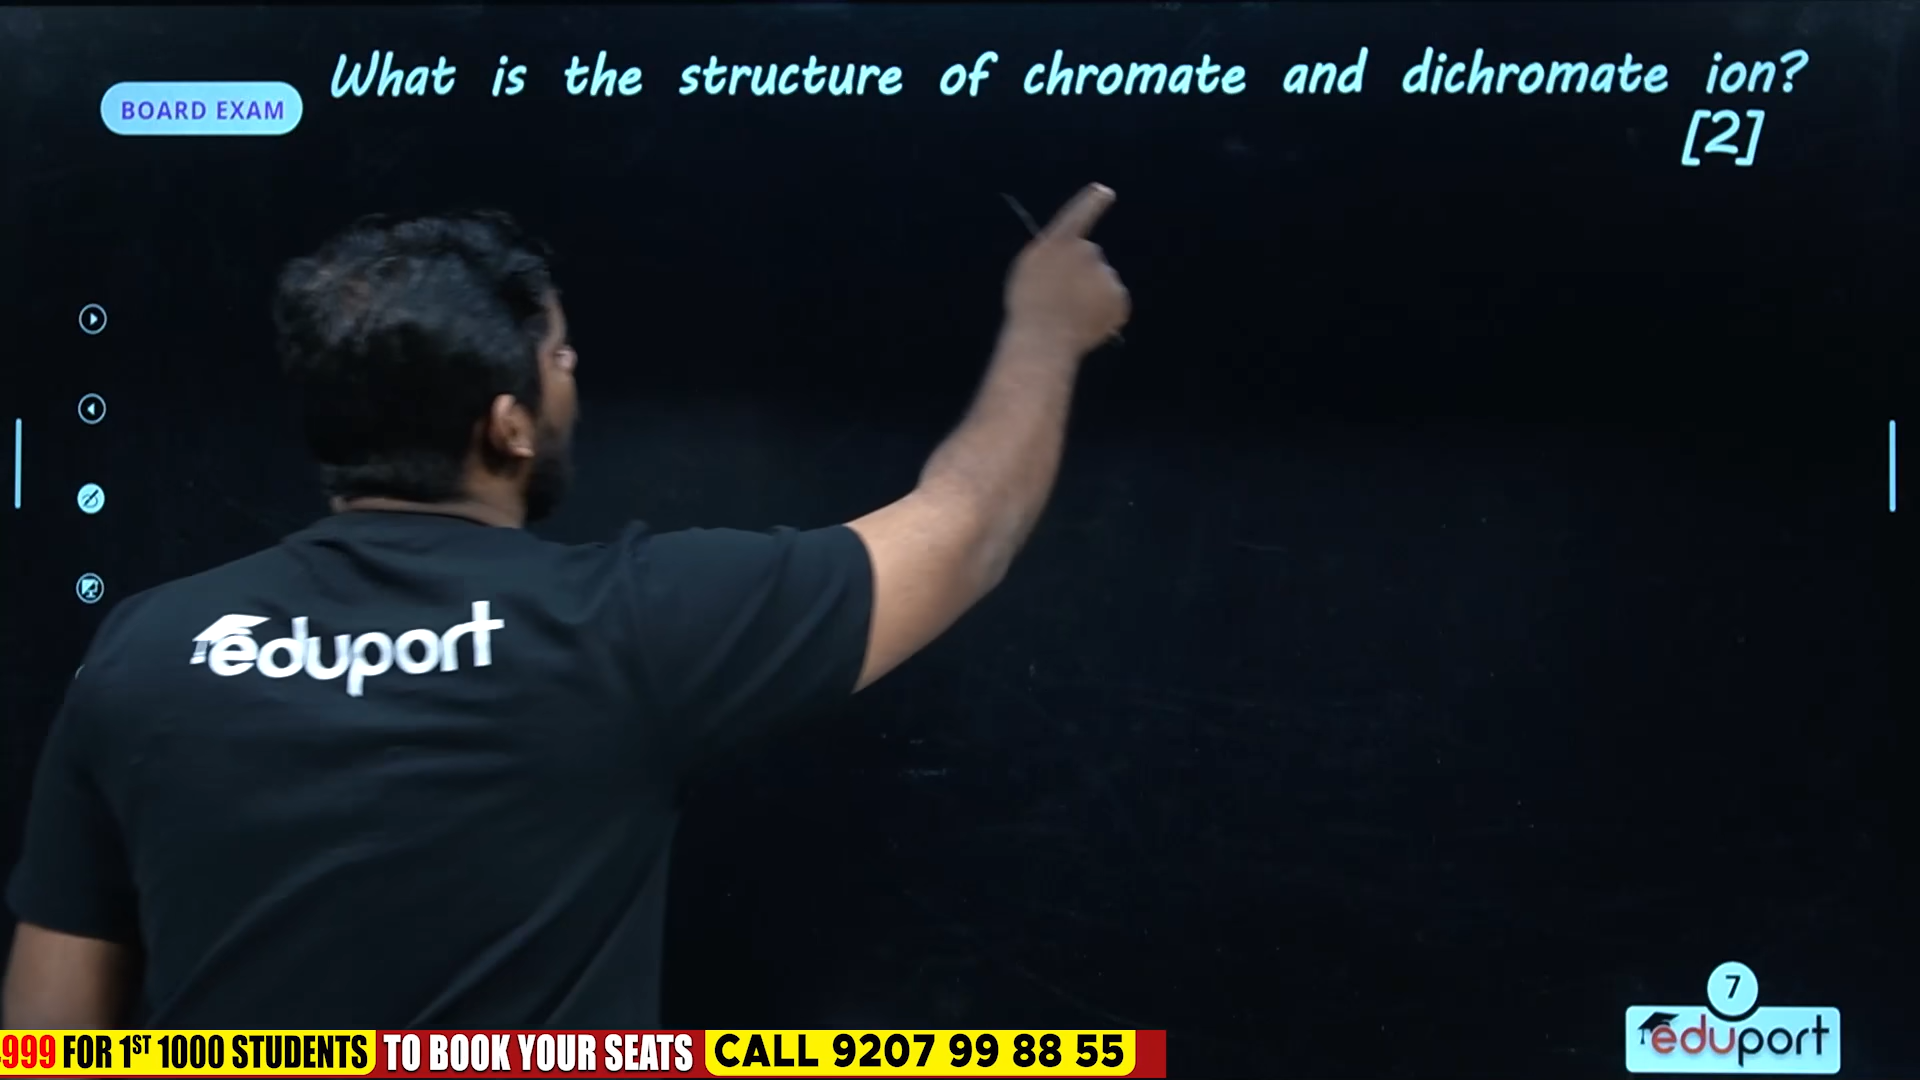 What is the structure of chromate and dichromate ion?
BOARD EXAM
[2]
eduport
7
eduport
999 FOR 1ST 1000 STUDENTS TO BOOK YOUR SEATS CALL 9207 99 88 55